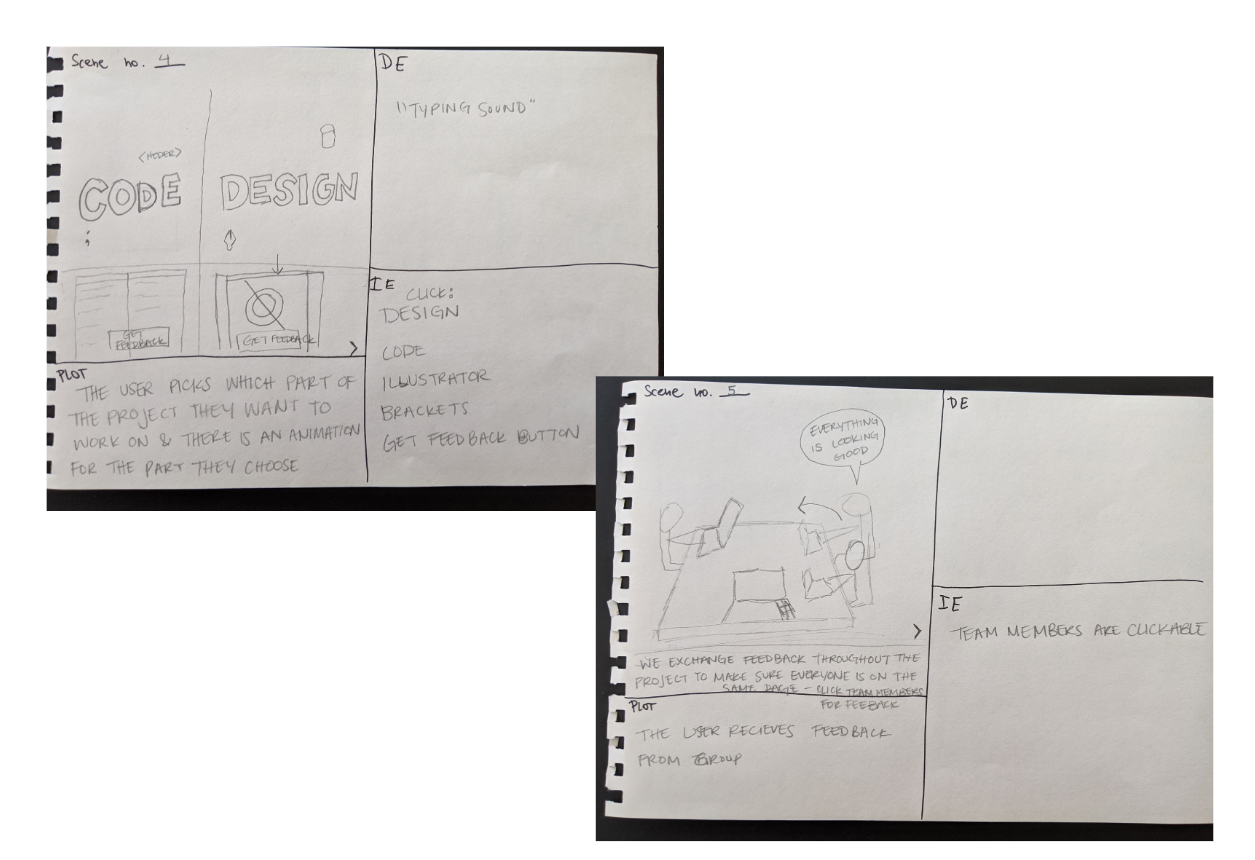 Scene no. 4
<HEDER>
CODE
DESIGN
;
GET
FEEDBACK
GET FEEDBACK
>
PLOT
THE USER PICKS WHICH PART OF
THE PROJECT THEY WANT TO
WORK ON & THERE IS AN ANIMATION
FOR THE PART THEY CHOOSE
DE
"TYPING SOUND"
IE
CLICK:
DESIGN
CODE
ILLUSTRATOR
BRACKETS
GET FEEDBACK BUTTON
Scene no. 5
EVERYTHING
IS LOOKING
GOOD
>
WE EXCHANGE FEEDBACK THROUGHOUT THE
PROJECT TO MAKE SURE EVERYONE IS ON THE
SAME PAGE - CLICK TEAM MEMBERS
FOR FEEBACK
PLOT
THE USER RECIEVES FEEDBACK
FROM GROUP
DE
IE
TEAM MEMBERS ARE CLICKABLE